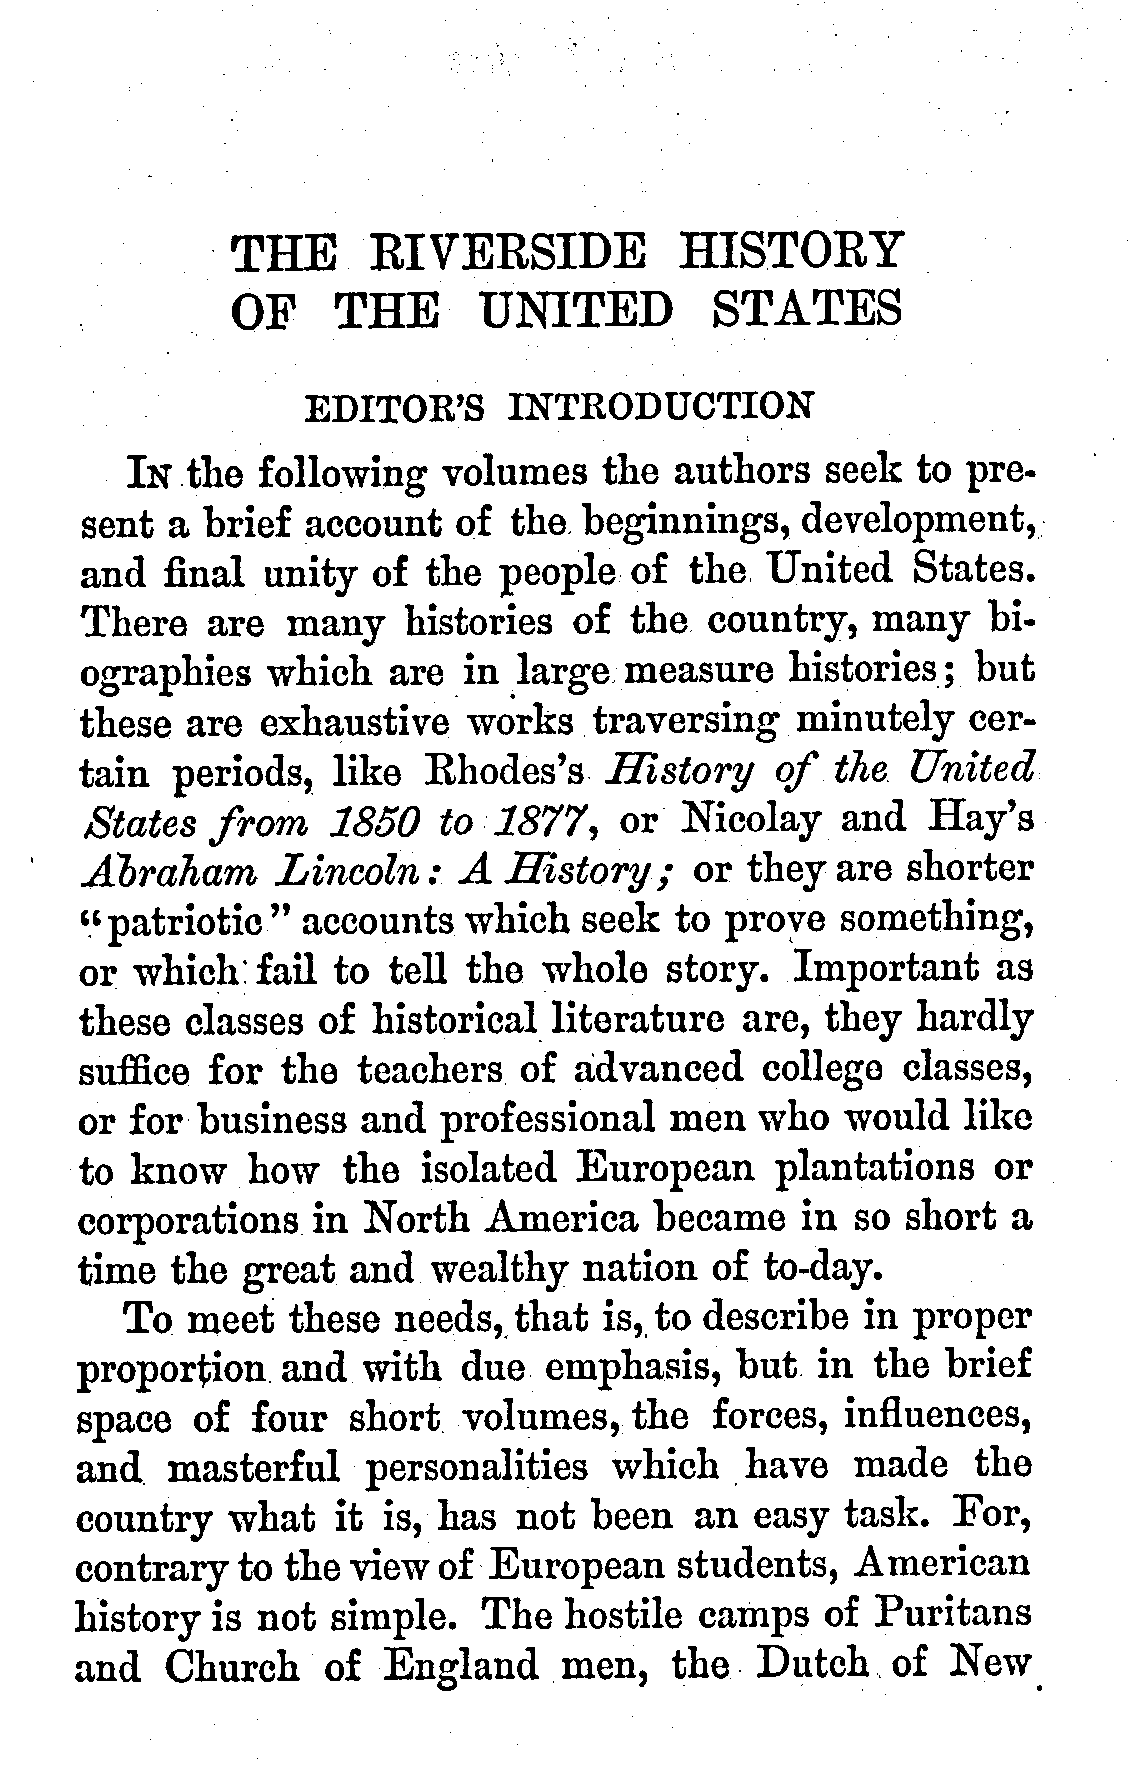 THE RIVERSIDE HISTORY
OF THE UNITED STATES
EDITOR'S INTRODUCTION
IN the following volumes the authors seek to pre-
sent a brief account of the beginnings, development,
and final unity of the people of the United States.
There are many histories of the country, many bi-
ographies which are in large measure histories; but
these are exhaustive works traversing minutely cer-
tain periods, like Rhodes's History of the United
States from 1850 to 1877, or Nicolay and Hay's
Abraham Lincoln: A History; or they are shorter
"patriotic" accounts which seek to prove something,
or which fail to tell the whole story. Important as
these classes of historical literature are, they hardly
suffice for the teachers of advanced college classes,
or for business and professional men who would like
to know how the isolated European plantations or
corporations in North America became in so short a
time the great and wealthy nation of to-day.
To meet these needs, that is, to describe in proper
proportion and with due emphasis, but in the brief
space of four short volumes, the forces, influences,
and masterful personalities which have made the
country what it is, has not been an easy task. For,
contrary to the view of European students, American
history is not simple. The hostile camps of Puritans
and Church of England men, the Dutch of New